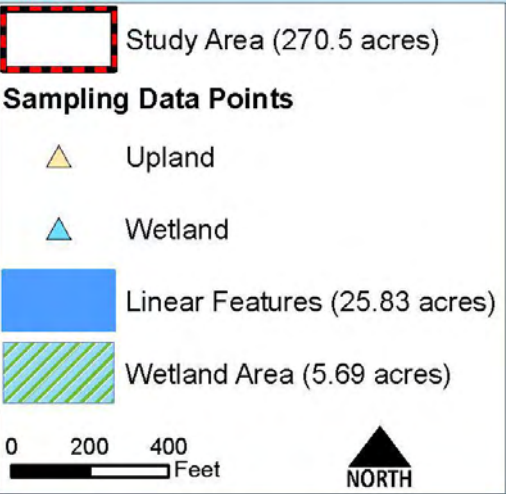 Study Area (270.5 acres)
Sampling Data Points
Upland
Wetland
Linear Features (25.83 acres)
Wetland Area (5.69 acres)
0 200 400
Feet
NORTH